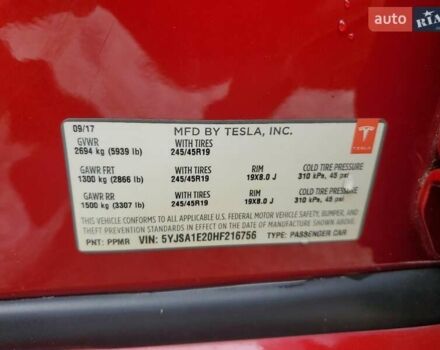 auto
RIA
09/17
MFD BY TESLA, INC.
TESLA
GVWR WITH TIRES
2694 kg (5939 lb) 245/45R19
GAWR FRT WITH TIRES RIM COLD TIRE PRESSURE
1300 kg (2866 lb) 245/45R19 19X8.0 J 310 kPa, 45 psi
GAWR RR WITH TIRES RIM COLD TIRE PRESSURE
1500 kg (3307 lb) 245/45R19 19X8.0 J 310 kPa, 45 psi
THIS VEHICLE CONFORMS TO ALL APPLICABLE U.S. FEDERAL MOTOR VEHICLE SAFETY, BUMPER, AND
THEFT PREVENTION STANDARDS IN EFFECT ON THE DATE OF MANUFACTURE SHOWN ABOVE.
PNT: PPMR VIN: 5YJSA1E20HF216756 TYPE: PASSENGER CAR